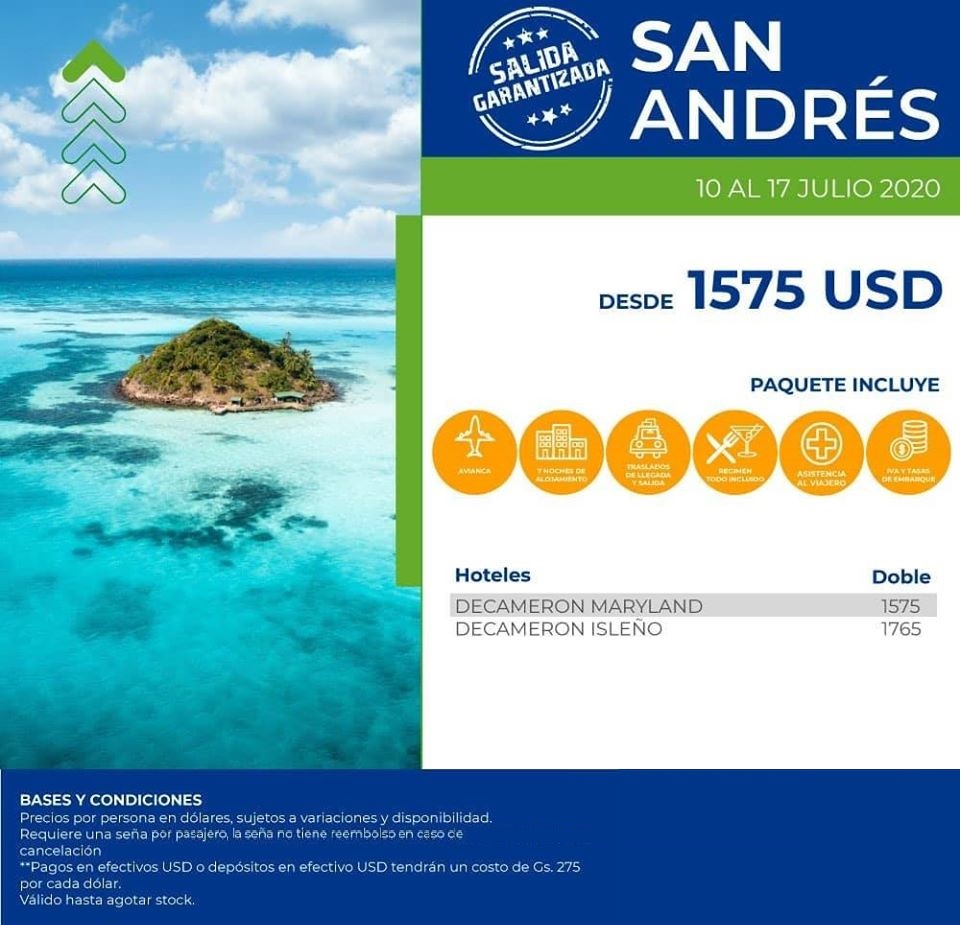 SALIDA
GARANTIZADA
SAN
ANDRÉS
10 AL 17 JULIO 2020
DESDE 1575 USD
PAQUETE INCLUYE
AVIANCA
7 NOCHES DE
ALOJAMIENTO
TRASLADOS
DE LLEGADA
Y SALIDA
REGIMEN
TODO INCLUIDO
ASISTENCIA
AL VIAJERO
IVA Y TASAS
DE EMBARQUE
Hoteles Doble
DECAMERON MARYLAND 1575
DECAMERON ISLEÑO 1765
BASES Y CONDICIONES
Precios por persona en dólares, sujetos a variaciones y disponibilidad.
Requiere una seña por pasajero, la seña no tiene reembolso en caso de
cancelación
**Pagos en efectivos USD o depósitos en efectivo USD tendrán un costo de Gs. 275
por cada dólar.
Válido hasta agotar stock.